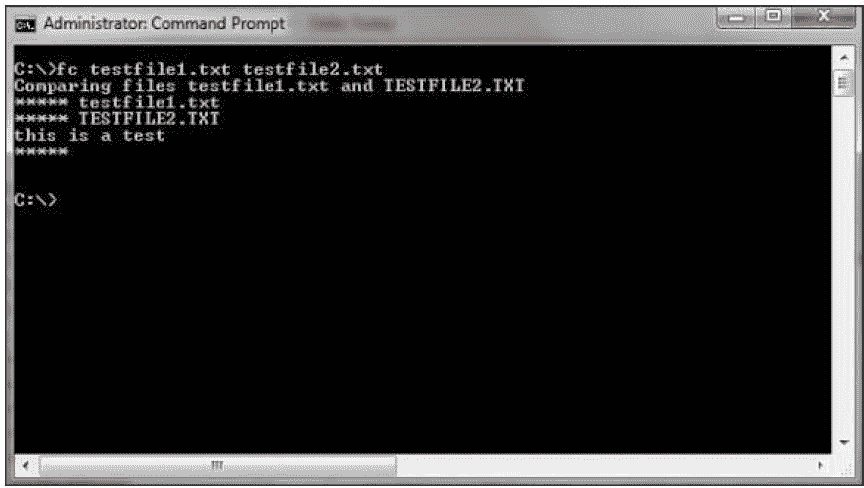 Administrator: Command Prompt
C:\>fc testfile1.txt testfile2.txt
Comparing files testfile1.txt and TESTFILE2.TXT
***** testfile1.txt
***** TESTFILE2.TXT
this is a test
*****
C:\>